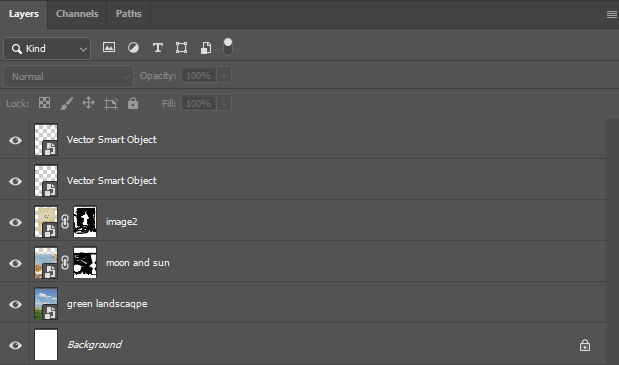 Layers Channels Paths
Kind T
Normal Opacity: 100%
Lock: Fill: 100%
Vector Smart Object
Vector Smart Object
image2
moon and sun
green landscaqpe
Background